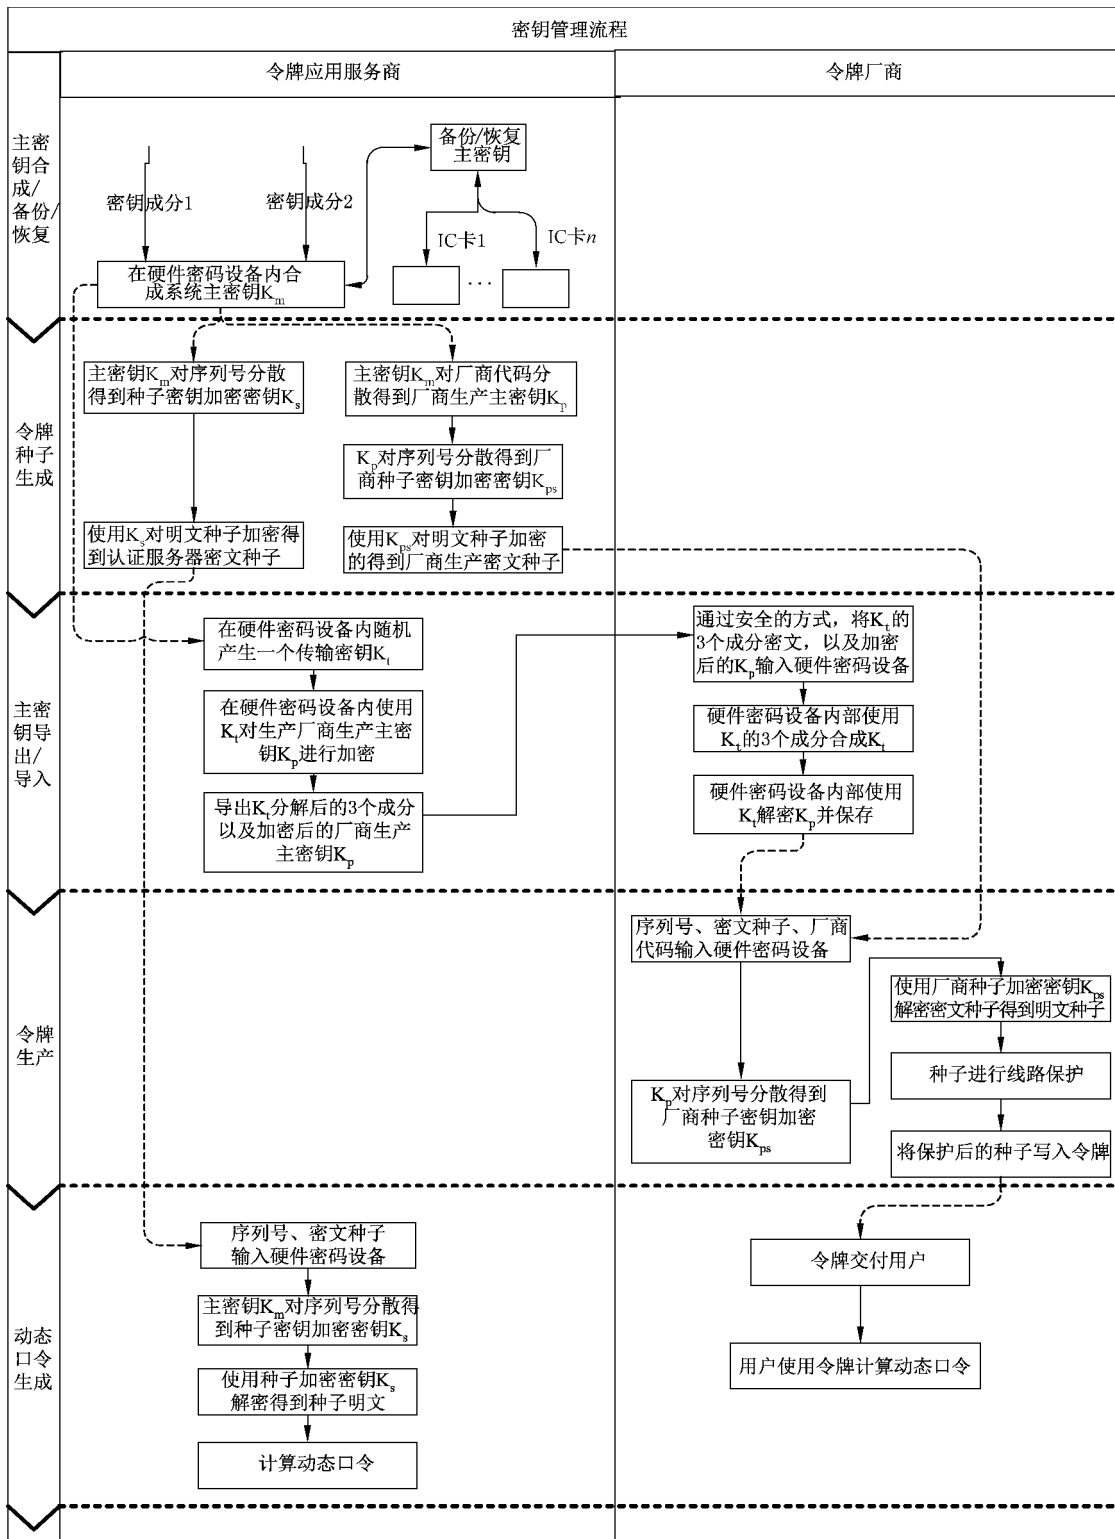 密钥管理流程
令牌应用服务商
令牌厂商
主密
钥合
成/
备份/
恢复
备份/恢复
主密钥
密钥成分1
密钥成分2
IC卡1
IC卡n
···
在硬件密码设备内合
成系统主密钥Km
令牌
种子
生成
主密钥Km对序列号分散
得到种子密钥加密密钥Ks
主密钥Km对厂商代码分
散得到厂商生产主密钥Kp
Kp对序列号分散得到厂
商种子密钥加密密钥Kps
使用Ks对明文种子加密得
到认证服务器密文种子
使用Kps对明文种子加密
的得到厂商生产密文种子
主密
钥导
出/
导入
在硬件密码设备内随机
产生一个传输密钥Kt
在硬件密码设备内使用
Kt对生产厂商生产主密
钥Kp进行加密
导出Kt分解后的3个成分
以及加密后的厂商生产
主密钥Kp
通过安全的方式，将Kt的
3个成分密文，以及加密
后的Kp输入硬件密码设备
硬件密码设备内部使用
Kt的3个成分合成Kt
硬件密码设备内部使用
Kt解密Kp并保存
令牌
生产
序列号、密文种子、厂商
代码输入硬件密码设备
Kp对序列号分散得到
厂商种子密钥加密
密钥Kps
使用厂商种子加密密钥Kps
解密密文种子得到明文种子
种子进行线路保护
将保护后的种子写入令牌
动态
口令
生成
序列号、密文种子
输入硬件密码设备
主密钥Km对序列号分散得
到种子密钥加密密钥Ks
使用种子加密密钥Ks
解密得到种子明文
计算动态口令
令牌交付用户
用户使用令牌计算动态口令